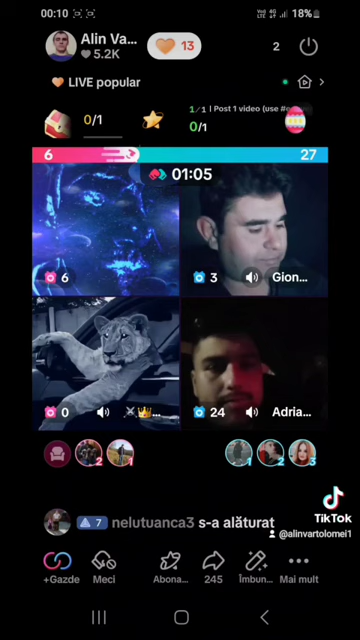 00:10
18%
Alin Va...
5.2K
13
2
LIVE popular
0/1
1/1 | Post 1 video (use #e
0/1
6
27
01:05
6
3
Gion...
0
...
24
Adria...
2
1
1
2
3
TikTok
7 nelutuanca3 s-a alăturat
@alinvartolomei1
+Gazde
Meci
Abona...
245
Îmbun...
Mai mult